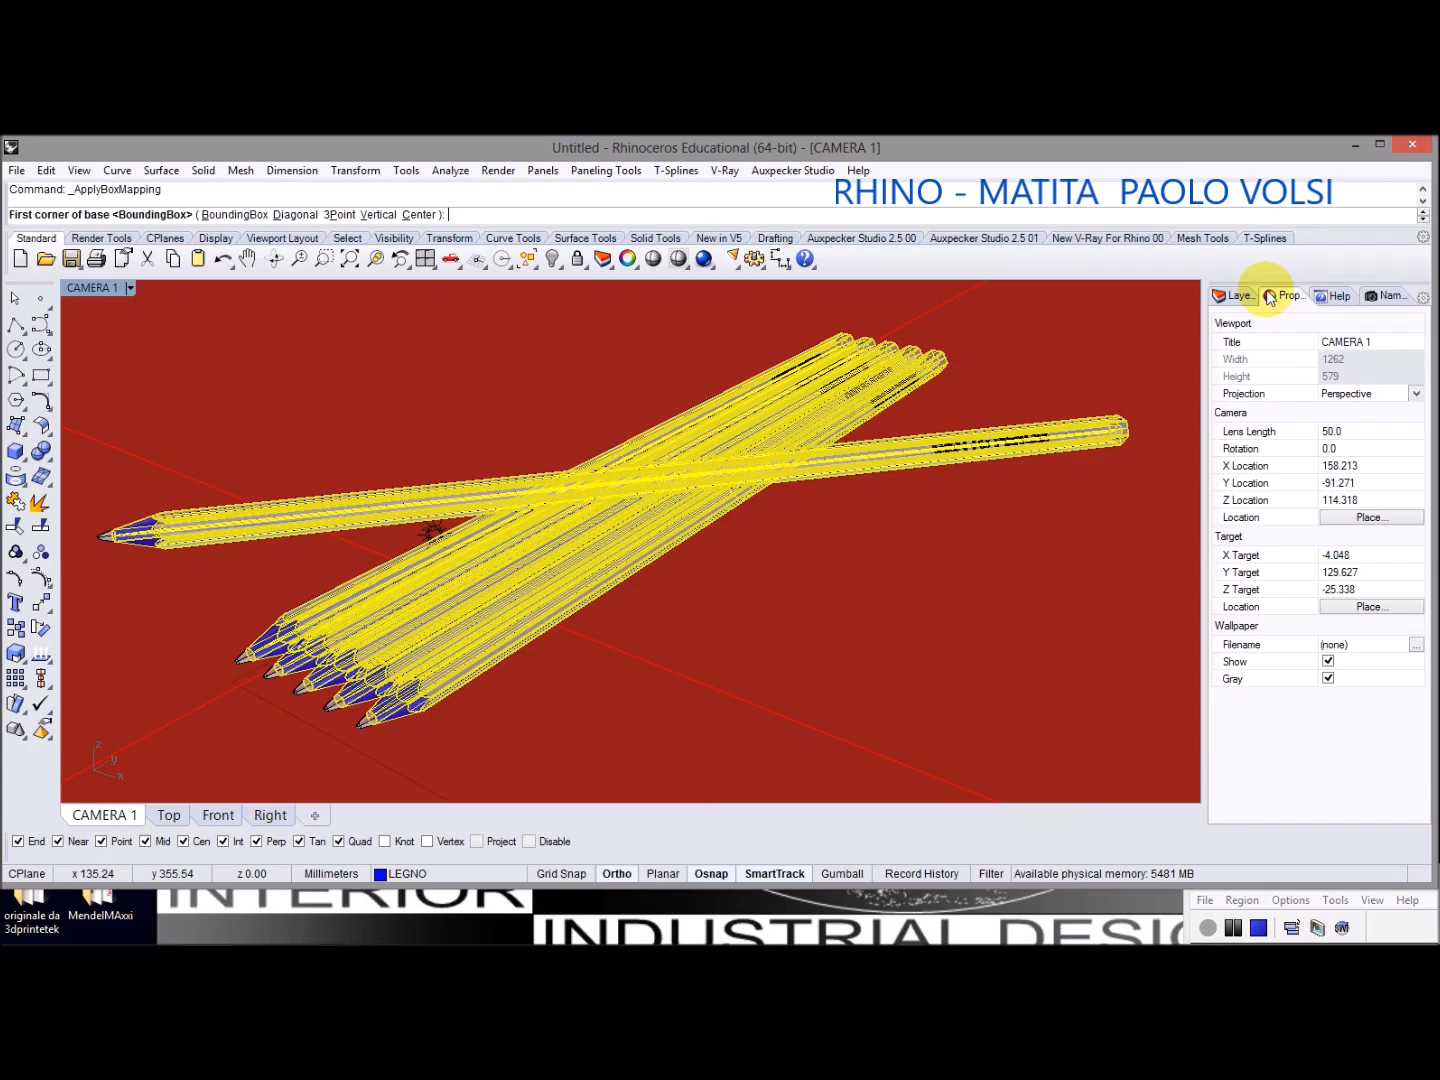 Untitled - Rhinoceros Educational (64-bit) - [CAMERA 1]
File Edit View Curve Surface Solid Mesh Dimension Transform Tools Analyze Render Panels Paneling Tools T-Splines V-Ray Auxpecker Studio Help
Command: _ApplyBoxMapping
RHINO - MATITA PAOLO VOLSI
First corner of base <BoundingBox> ( BoundingBox Diagonal 3Point Vertical Center ):
Standard Render Tools CPlanes Display Viewport Layout Select Visibility Transform Curve Tools Surface Tools Solid Tools New in V5 Drafting Auxpecker Studio 2.5 00 Auxpecker Studio 2.5 01 New V-Ray For Rhino 00 Mesh Tools T-Splines
CAMERA 1
Laye... Prop... Help Nam...
Viewport
Title CAMERA 1
Width 1262
Height 579
Projection Perspective
Camera
Lens Length 50.0
Rotation 0.0
X Location 158.213
Y Location -91.271
Z Location 114.318
Location Place...
Target
X Target -4.048
Y Target 129.627
Z Target -25.338
Location Place...
Wallpaper
Filename (none) ...
Show
Gray
z
y
x
CAMERA 1 Top Front Right
End Near Point Mid Cen Int Perp Tan Quad Knot Vertex Project Disable
CPlane x 135.24 y 355.54 z 0.00 Millimeters LEGNO Grid Snap Ortho Planar Osnap SmartTrack Gumball Record History Filter Available physical memory: 5481 MB
originale da 3dprintetek
MendelMAxxi
INTERIOR
INDUSTRIAL DESIG
File Region Options Tools View Help